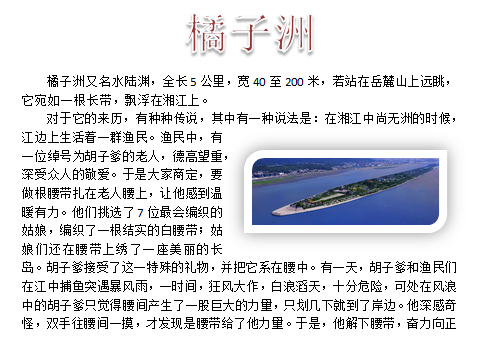 橘子洲
橘子洲又名水陆渊，全长 5 公里，宽 40 至 200 米，若站在岳麓山上远眺，
它宛如一根长带，飘浮在湘江上。
对于它的来历，有种种传说，其中有一种说法是：在湘江中尚无洲的时候，
江边上生活着一群渔民。渔民中，有
一位绰号为胡子爹的老人，德高望重，
深受众人的敬爱。于是大家商定，要
做根腰带扎在老人腰上，让他感到温
暖有力。他们挑选了 7 位最会编织的
姑娘，编织了一根结实的白腰带；姑
娘们还在腰带上绣了一座美丽的长
岛。胡子爹接受了这一特殊的礼物，并把它系在腰中。有一天，胡子爹和渔民们
在江中捕鱼突遇暴风雨，一时间，狂风大作，白浪滔天，十分危险，可处在风浪
中的胡子爹只觉得腰间产生了一股巨大的力量，只划几下就到了岸边。他深感奇
怪，双手往腰间一摸，才发现是腰带给了他力量。于是，他解下腰带，奋力向正